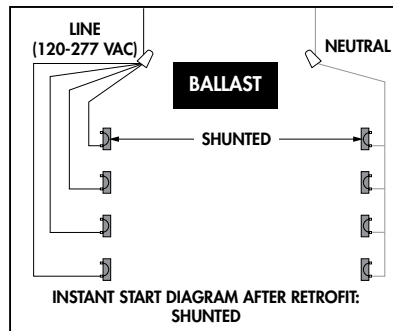 LINE
(120-277 VAC)
NEUTRAL
BALLAST
SHUNTED
INSTANT START DIAGRAM AFTER RETROFIT:
SHUNTED